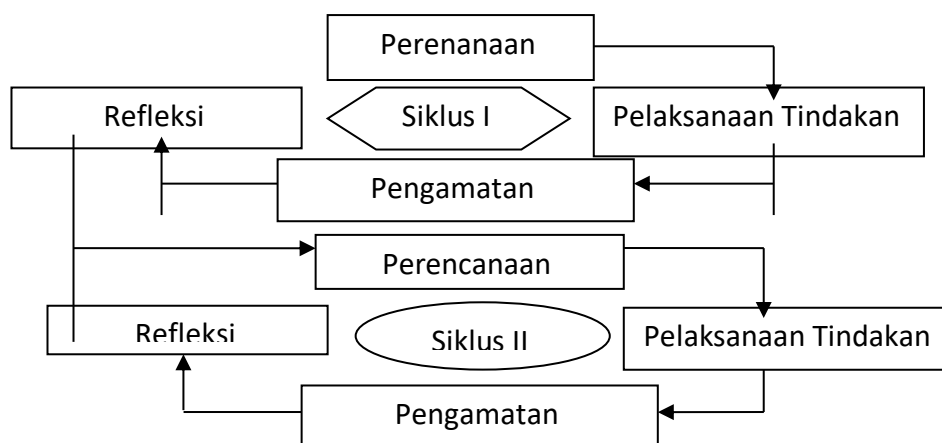 Perenanaan
Refleksi
Siklus I
Pelaksanaan Tindakan
Pengamatan
Perencanaan
Refleksi
Siklus II
Pelaksanaan Tindakan
Pengamatan